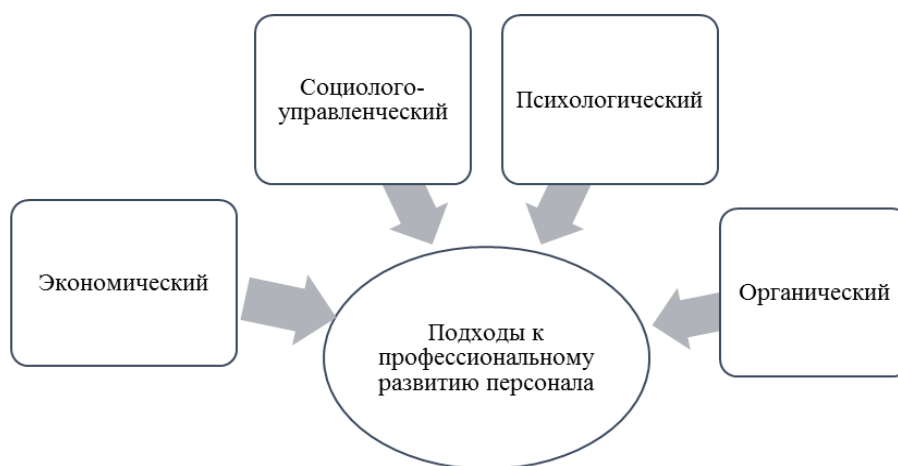 Социолого-
управленческий
Психологический
Экономический
Органический
Подходы к
профессиональному
развитию персонала